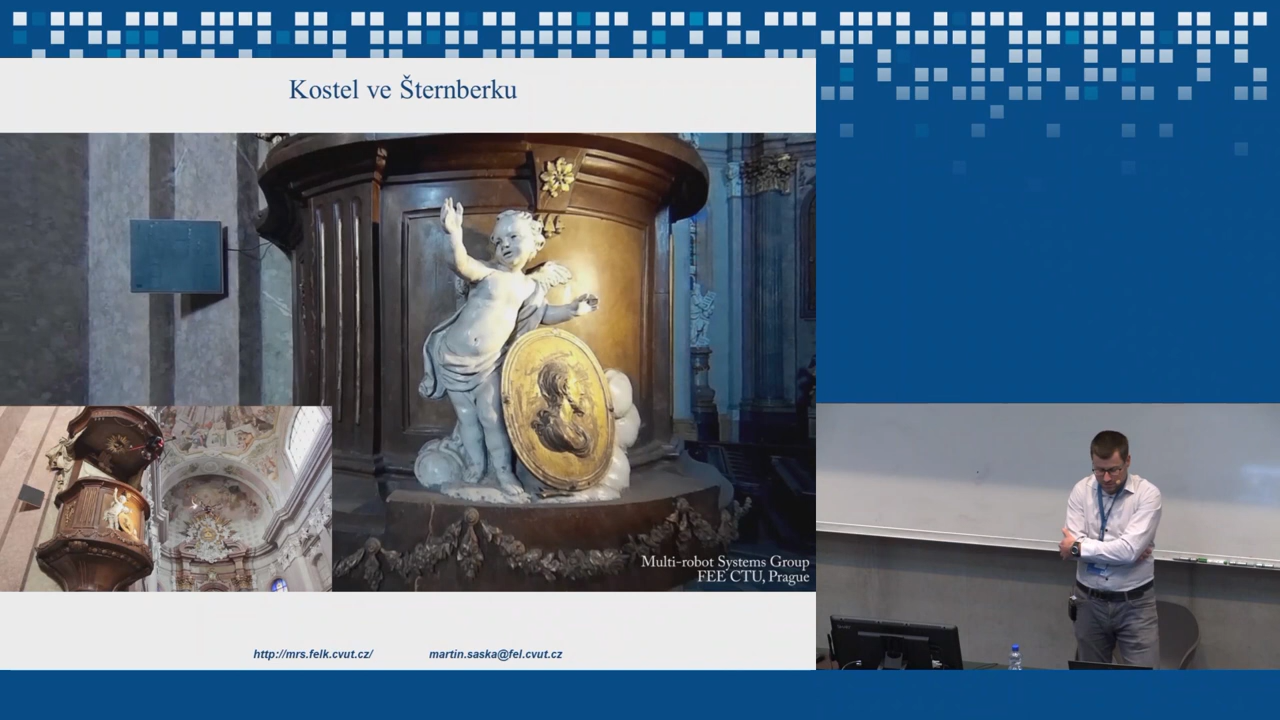 Kostel ve Šternberku
Multi-robot Systems Group
FEE CTU, Prague
http://mrs.felk.cvut.cz/ martin.saska@fel.cvut.cz